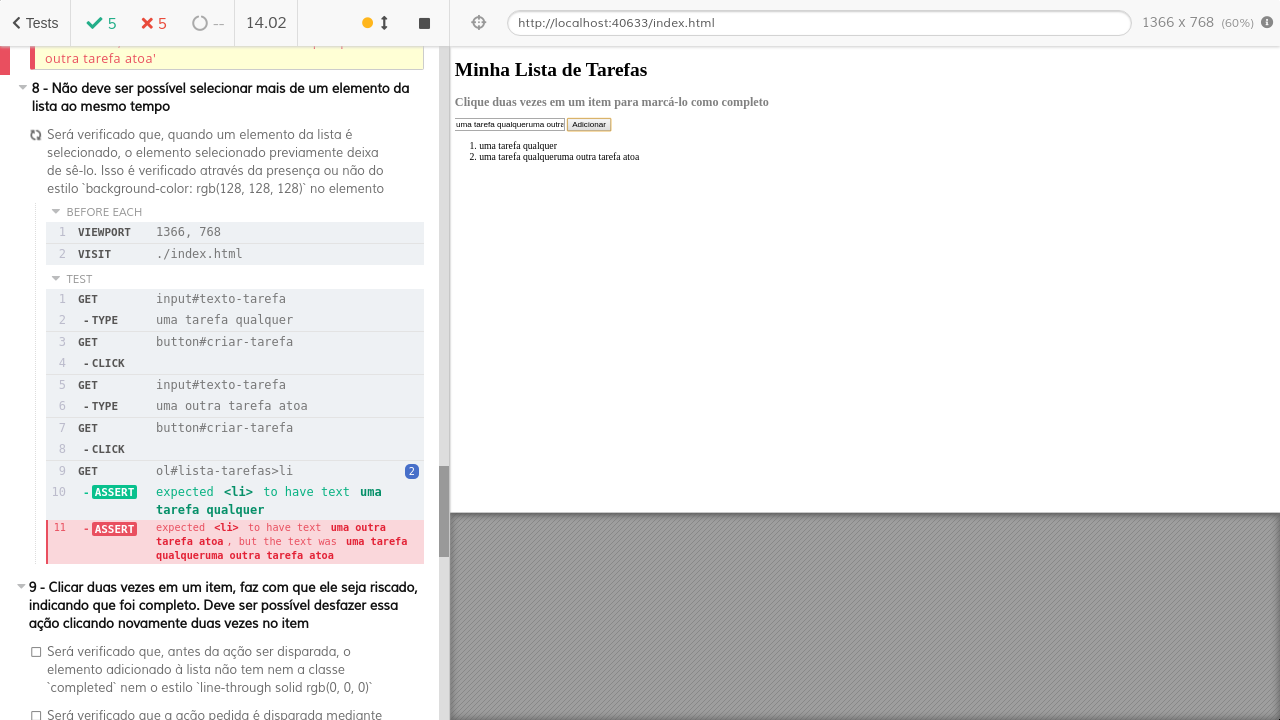 Tests
5
5
--
14.02
http://localhost:40633/index.html
1366 x 768 (60%)
outra tarefa atoa'
8 - Não deve ser possível selecionar mais de um elemento da
lista ao mesmo tempo
Será verificado que, quando um elemento da lista é
selecionado, o elemento selecionado previamente deixa
de sê-lo. Isso é verificado através da presença ou não do
estilo `background-color: rgb(128, 128, 128)` no elemento
BEFORE EACH
1 VIEWPORT 1366, 768
2 VISIT ./index.html
TEST
1 GET input#texto-tarefa
2 - TYPE uma tarefa qualquer
3 GET button#criar-tarefa
4 - CLICK
5 GET input#texto-tarefa
6 - TYPE uma outra tarefa atoa
7 GET button#criar-tarefa
8 - CLICK
9 GET ol#lista-tarefas>li 2
10 - ASSERT expected <li> to have text uma
tarefa qualquer
11 - ASSERT expected <li> to have text uma outra
tarefa atoa, but the text was uma tarefa
qualqueruma outra tarefa atoa
9 - Clicar duas vezes em um item, faz com que ele seja riscado,
indicando que foi completo. Deve ser possível desfazer essa
ação clicando novamente duas vezes no item
Será verificado que, antes da ação ser disparada, o
elemento adicionado à lista não tem nem a classe
`completed` nem o estilo `line-through solid rgb(0, 0, 0)`
Será verificado que a ação pedida é disparada mediante
Minha Lista de Tarefas
Clique duas vezes em um item para marcá-lo como completo
uma tarefa qualqueruma outra Adicionar
1. uma tarefa qualquer
2. uma tarefa qualqueruma outra tarefa atoa